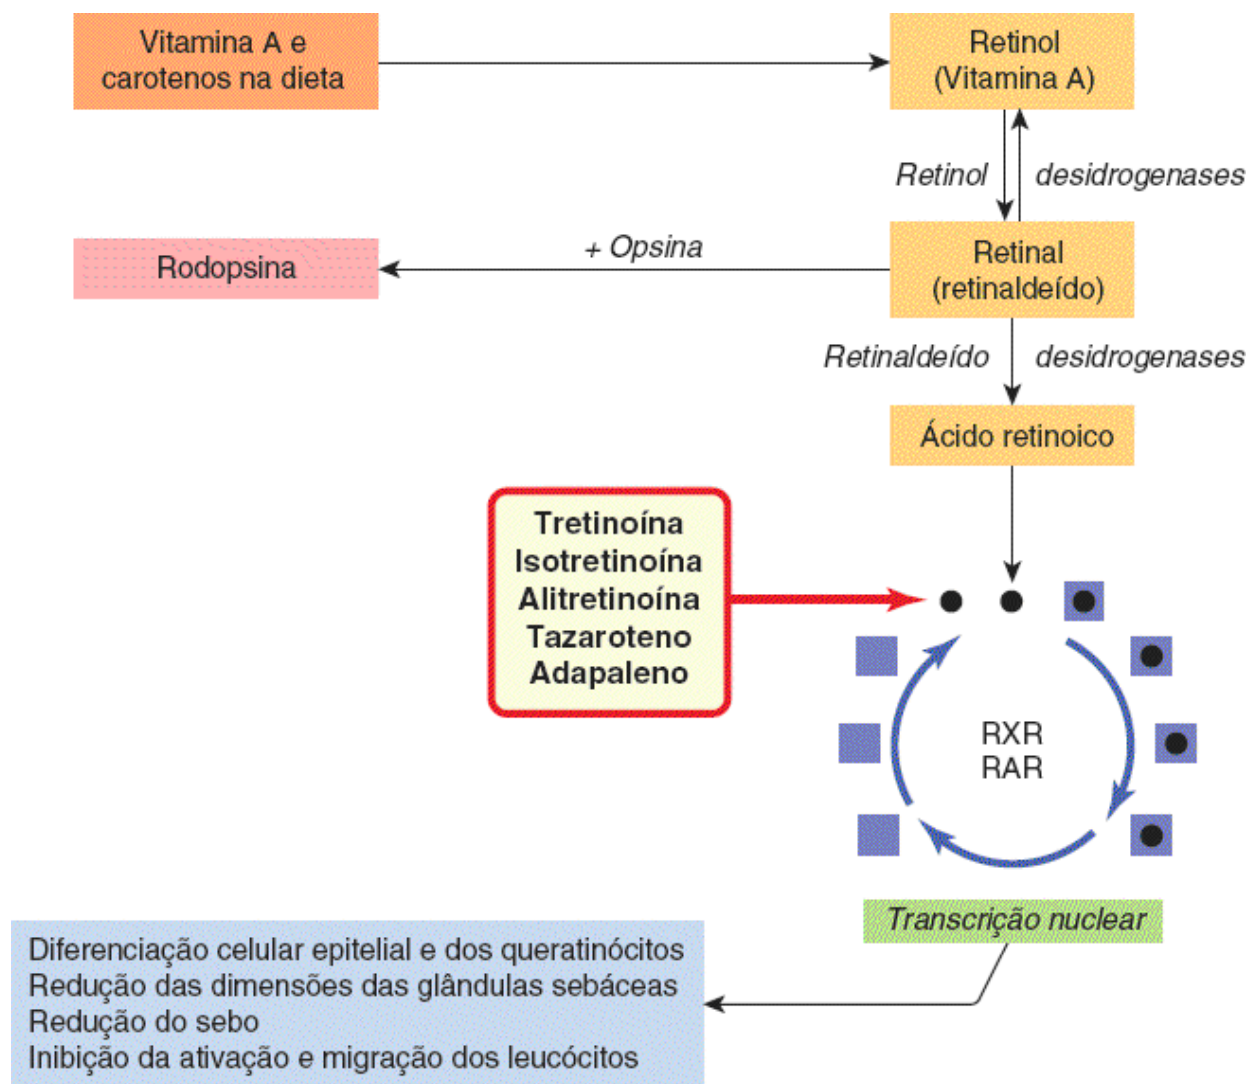 Vitamina A e
carotenos na dieta
Retinol
(Vitamina A)
Retinol desidrogenases
Rodopsina
+ Opsina
Retinal
(retinaldeído)
Retinaldeído desidrogenases
Ácido retinoico
Tretinoína
Isotretinoína
Alitretinoína
Tazaroteno
Adapaleno
RXR
RAR
Transcrição nuclear
Diferenciação celular epitelial e dos queratinócitos
Redução das dimensões das glândulas sebáceas
Redução do sebo
Inibição da ativação e migração dos leucócitos